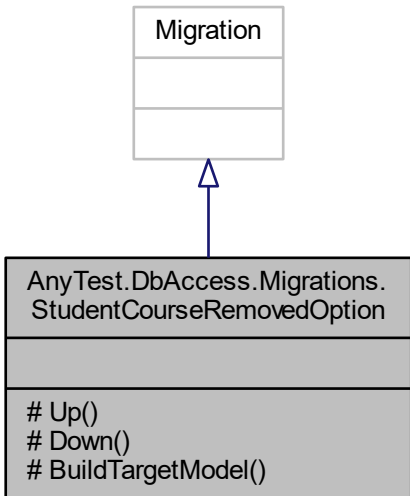 Migration
AnyTest.DbAccess.Migrations.
StudentCourseRemovedOption
# Up()
# Down()
# BuildTargetModel()